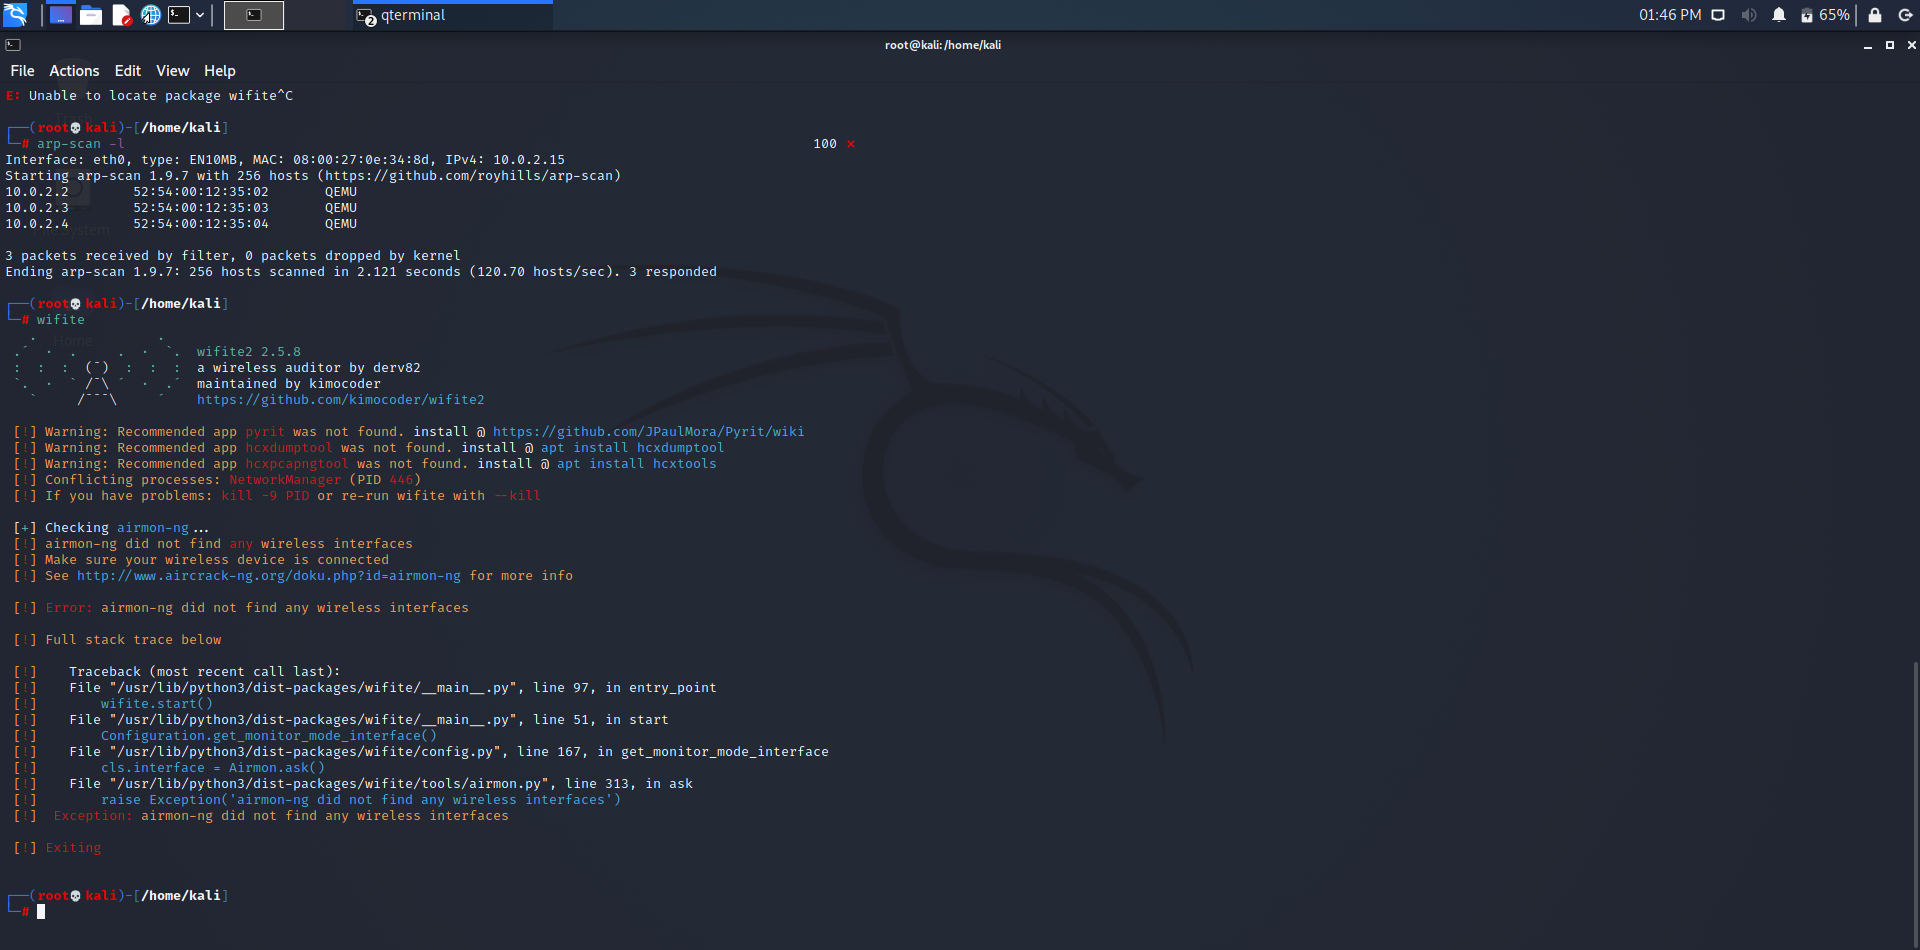 qterminal
01:46 PM
65%
root@kali: /home/kali
File Actions Edit View Help
E: Unable to locate package wifite^C
┌──(root💀kali)-[/home/kali]
└─# arp-scan -l 100 ⨯
Interface: eth0, type: EN10MB, MAC: 08:00:27:0e:34:8d, IPv4: 10.0.2.15
Starting arp-scan 1.9.7 with 256 hosts (https://github.com/royhills/arp-scan)
10.0.2.2 52:54:00:12:35:02 QEMU
10.0.2.3 52:54:00:12:35:03 QEMU
10.0.2.4 52:54:00:12:35:04 QEMU
3 packets received by filter, 0 packets dropped by kernel
Ending arp-scan 1.9.7: 256 hosts scanned in 2.121 seconds (120.70 hosts/sec). 3 responded
┌──(root💀kali)-[/home/kali]
└─# wifite
wifite2 2.5.8
a wireless auditor by derv82
maintained by kimocoder
https://github.com/kimocoder/wifite2
[!] Warning: Recommended app pyrit was not found. install @ https://github.com/JPaulMora/Pyrit/wiki
[!] Warning: Recommended app hcxdumptool was not found. install @ apt install hcxdumptool
[!] Warning: Recommended app hcxpcapngtool was not found. install @ apt install hcxtools
[!] Conflicting processes: NetworkManager (PID 446)
[!] If you have problems: kill -9 PID or re-run wifite with --kill
[+] Checking airmon-ng...
[!] airmon-ng did not find any wireless interfaces
[!] Make sure your wireless device is connected
[!] See http://www.aircrack-ng.org/doku.php?id=airmon-ng for more info
[!] Error: airmon-ng did not find any wireless interfaces
[!] Full stack trace below
[!] Traceback (most recent call last):
[!] File "/usr/lib/python3/dist-packages/wifite/__main__.py", line 97, in entry_point
[!] wifite.start()
[!] File "/usr/lib/python3/dist-packages/wifite/__main__.py", line 51, in start
[!] Configuration.get_monitor_mode_interface()
[!] File "/usr/lib/python3/dist-packages/wifite/config.py", line 167, in get_monitor_mode_interface
[!] cls.interface = Airmon.ask()
[!] File "/usr/lib/python3/dist-packages/wifite/tools/airmon.py", line 313, in ask
[!] raise Exception('airmon-ng did not find any wireless interfaces')
[!] Exception: airmon-ng did not find any wireless interfaces
[!] Exiting
┌──(root💀kali)-[/home/kali]
└─#